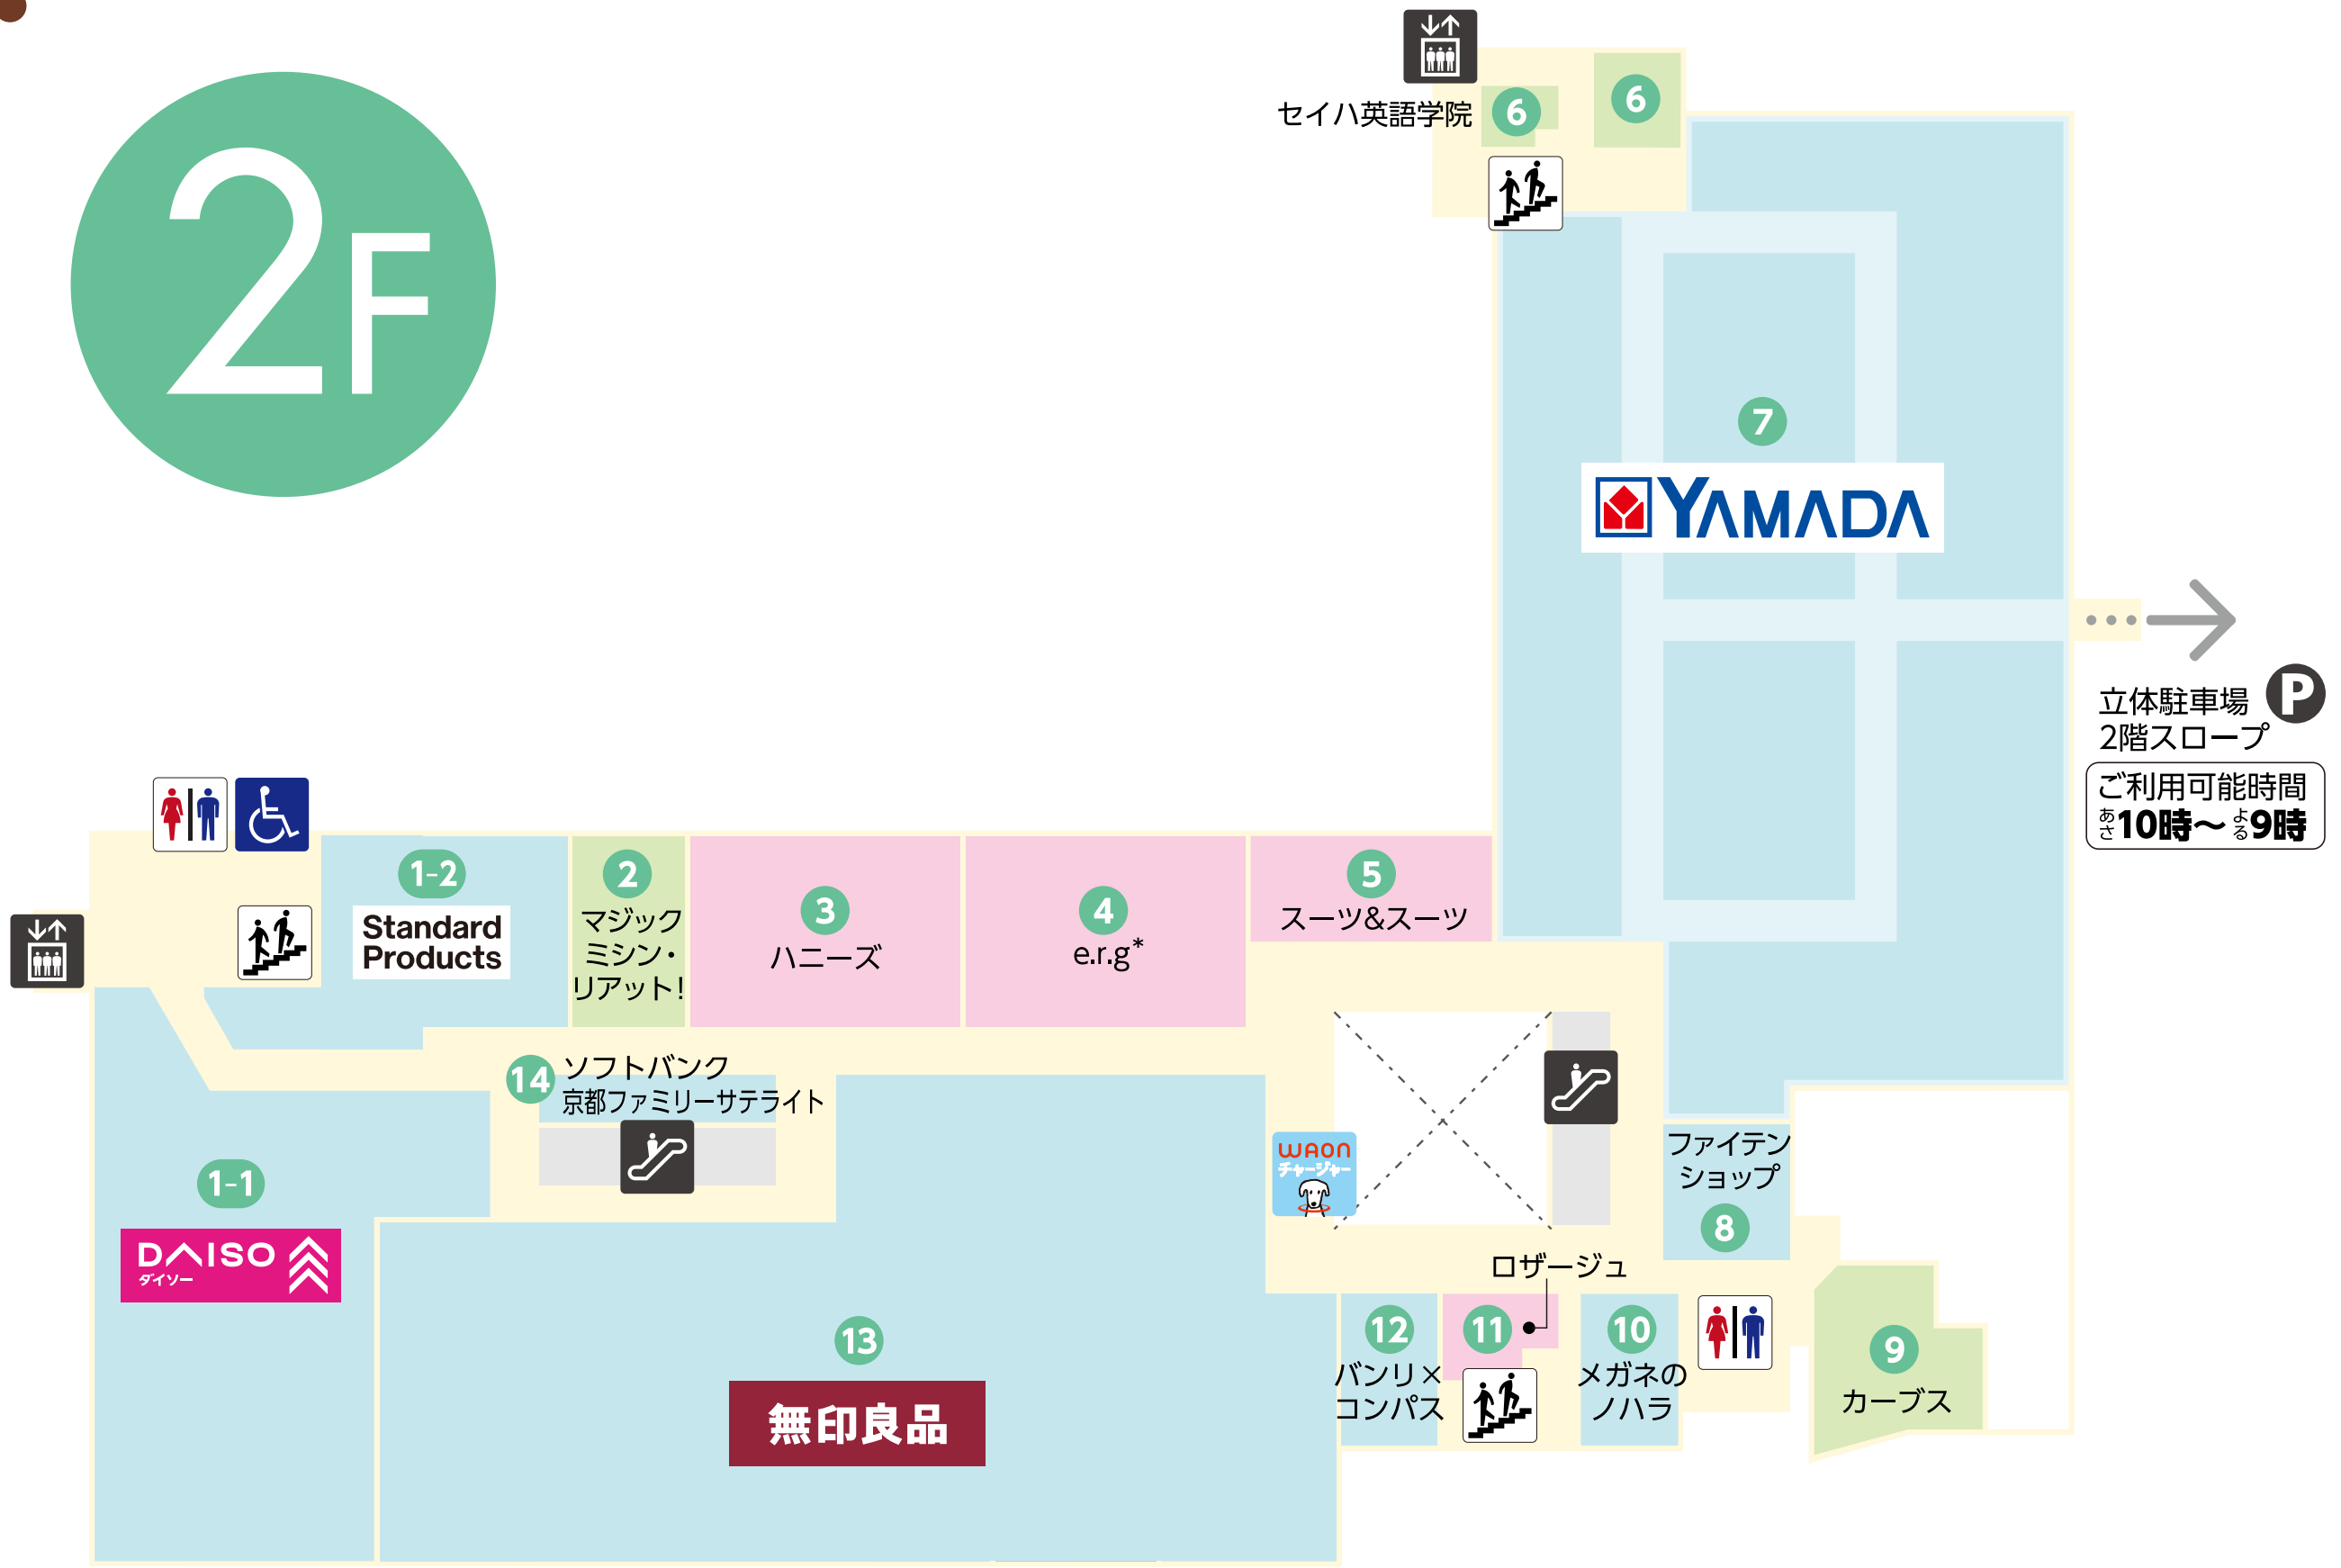 2F
6
6
セイハ英語学院
7
YAMADA
立体駐車場 P
2階スロープ
ご利用可能時間
あさ10時〜よる9時
1-2
Standard
Products
2
マジック
ミシン・
リアット!
3
ハニーズ
4
e.r.g*
5
スーツ&スーツ
14
ソフトバンク
京都ファミリーサテライト
1-1
DAISO
ダイソー
13
無印良品
WAON
チャージャー
ファイテン
ショップ
8
ロザージュ
12
バンリ×
コンパス
11
10
メガネの
ノハラ
9
カーブス